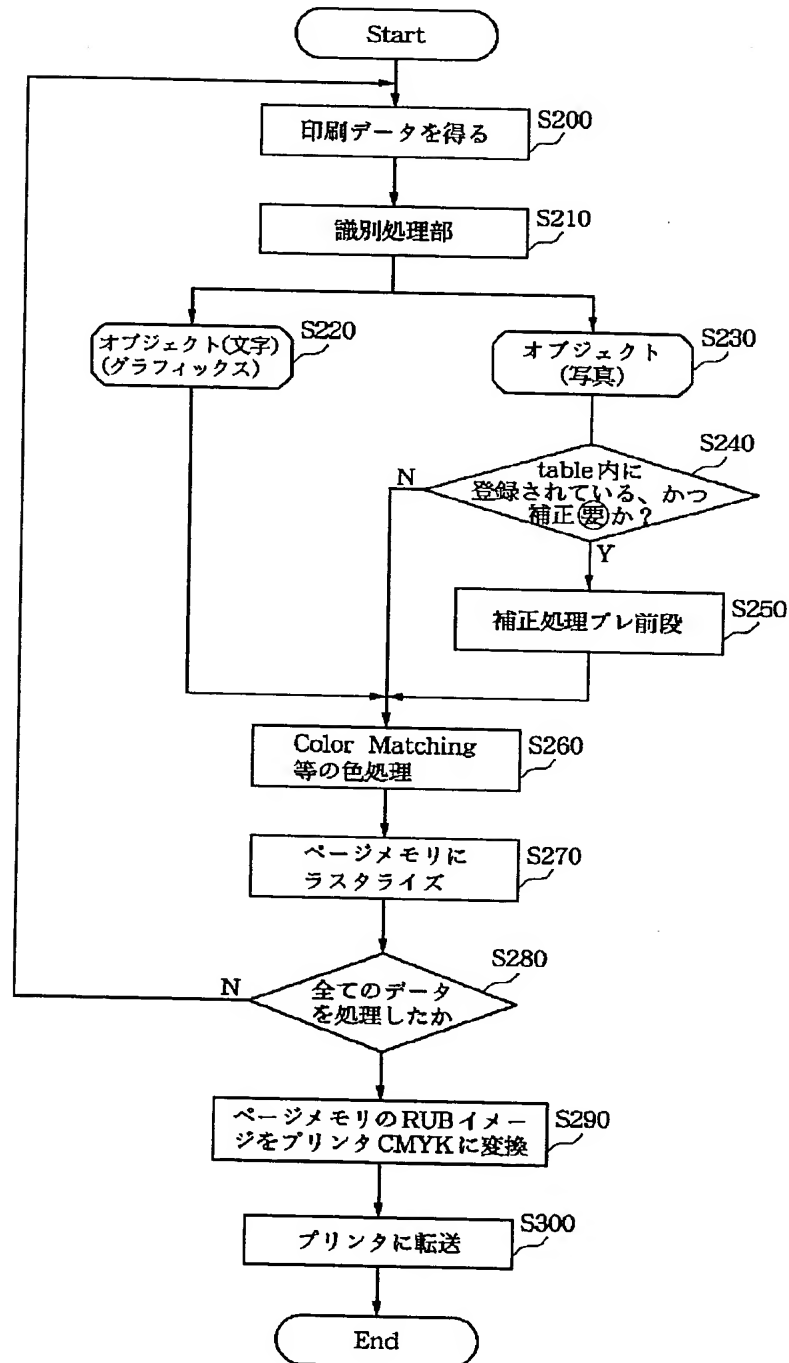 Start
印刷データを得る
S200
識別処理部
S210
オブジェクト(文字)
(グラフィックス)
S220
オブジェクト
(写真)
S230
table内に
登録されている、かつ
補正要か？
S240
N
Y
補正処理プレ前段
S250
Color Matching
等の色処理
S260
ページメモリに
ラスタライズ
S270
全てのデータ
を処理したか
S280
N
ページメモリのRUBイメー
ジをプリンタCMYKに変換
S290
プリンタに転送
S300
End